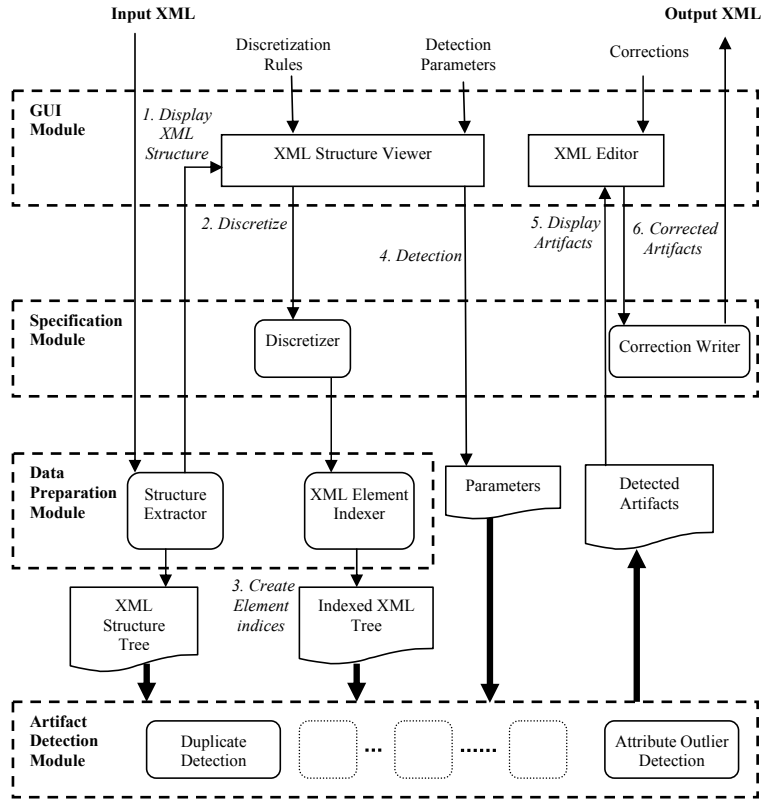 Input XML
Output XML
Discretization
Rules
Detection
Parameters
Corrections
GUI
Module
1. Display
XML
Structure
XML Structure Viewer
XML Editor
2. Discretize
4. Detection
5. Display
Artifacts
6. Corrected
Artifacts
Specification
Module
Discretizer
Correction Writer
Data
Preparation
Module
Structure
Extractor
XML Element
Indexer
Parameters
Detected
Artifacts
XML
Structure
Tree
3. Create
Element
indices
Indexed XML
Tree
Artifact
Detection
Module
Duplicate
Detection
...
......
Attribute Outlier
Detection